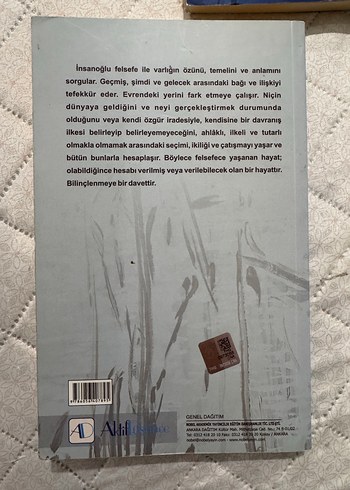 İnsanoğlu felsefe ile varlığın özünü, temelini ve anlamını
sorgular. Geçmiş, şimdi ve gelecek arasındaki bağı ve ilişkiyi
tefekkür eder. Evrendeki yerini fark etmeye çalışır. Niçin
dünyaya geldiğini ve neyi gerçekleştirmek durumunda
olduğunu veya kendi özgür iradesiyle, kendisine bir davranış
ilkesi belirleyip belirleyemeyeceğini, ahlâklı, ilkeli ve tutarlı
olmakla olmamak arasındaki seçimi, ikiliği ve çatışmayı yaşar ve
bütün bunlarla hesaplaşır. Böylece felsefece yaşanan hayat;
olabildiğince hesabı verilmiş veya verilebilecek olan bir hayattır.
Bilinçlenmeye bir davettir.
GENEL DAĞITIM
ANKARA DAĞITIM